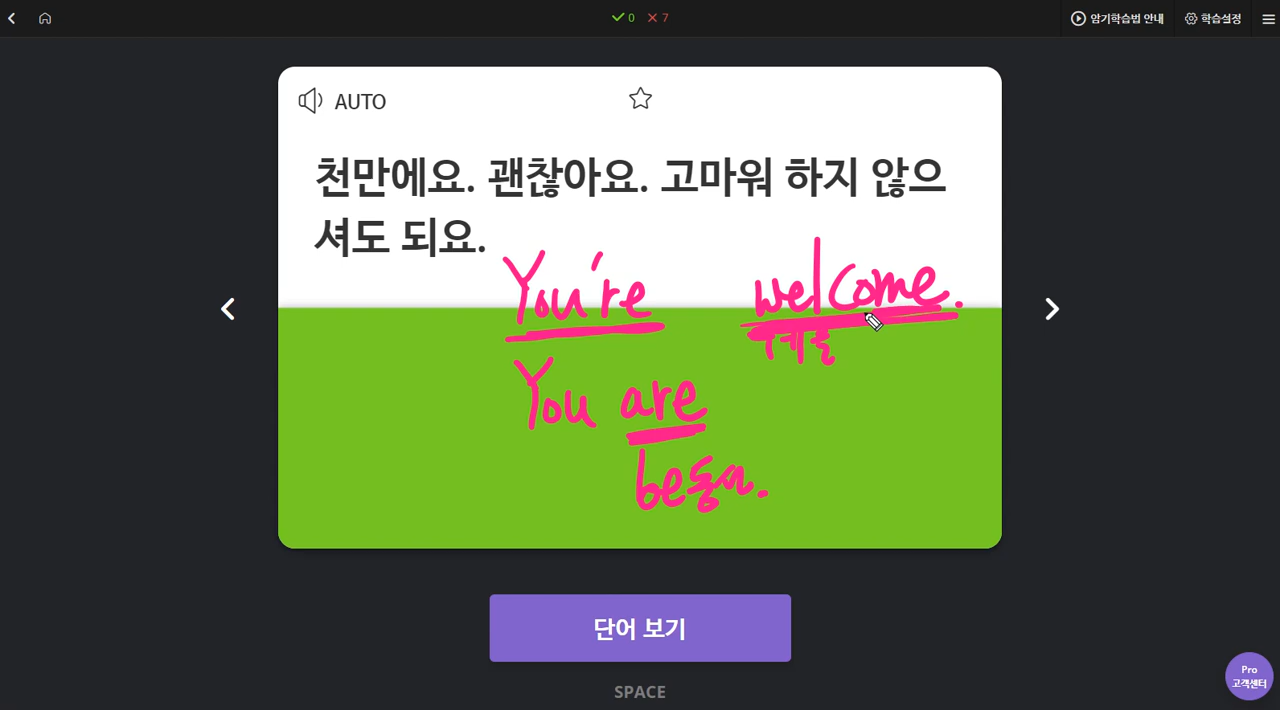 0 7 암기학습법 안내 학습설정
AUTO
천만에요. 괜찮아요. 고마워 하지 않으
셔도 되요.
You're welcome.
You are
be동사.
단어 보기
SPACE
Pro
고객센터